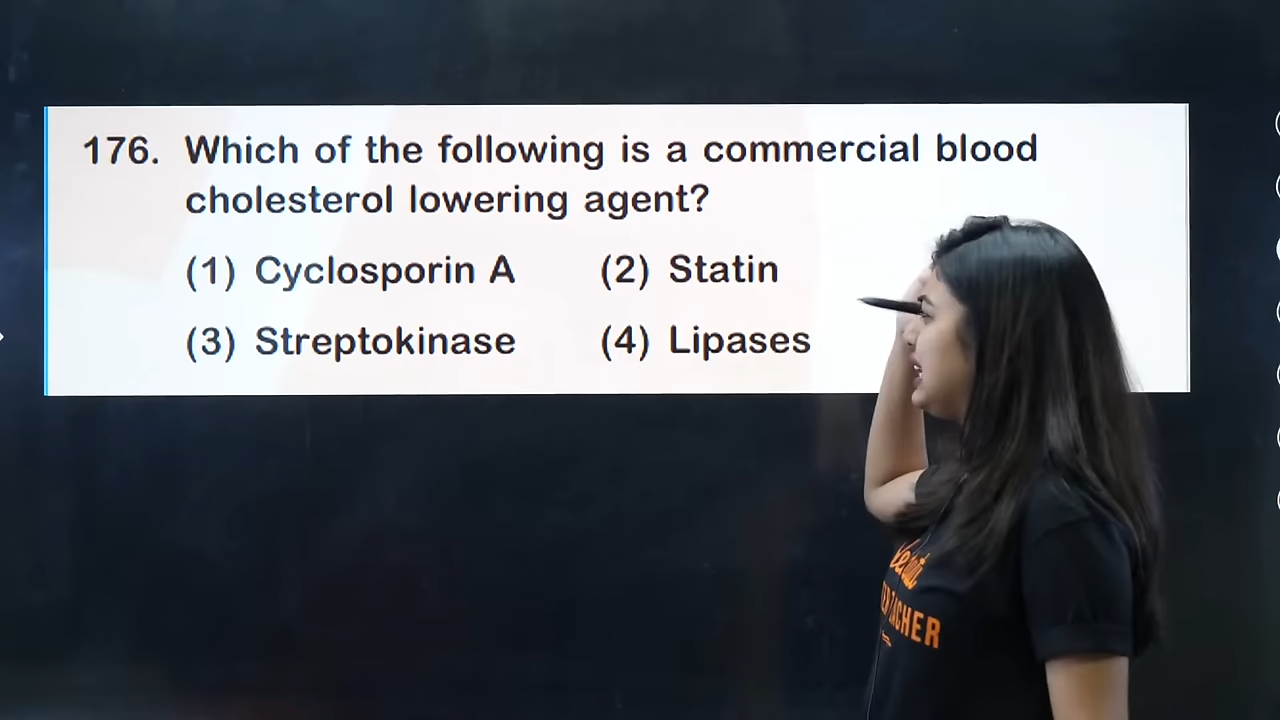 176. Which of the following is a commercial blood
cholesterol lowering agent?
(1) Cyclosporin A (2) Statin
(3) Streptokinase (4) Lipases